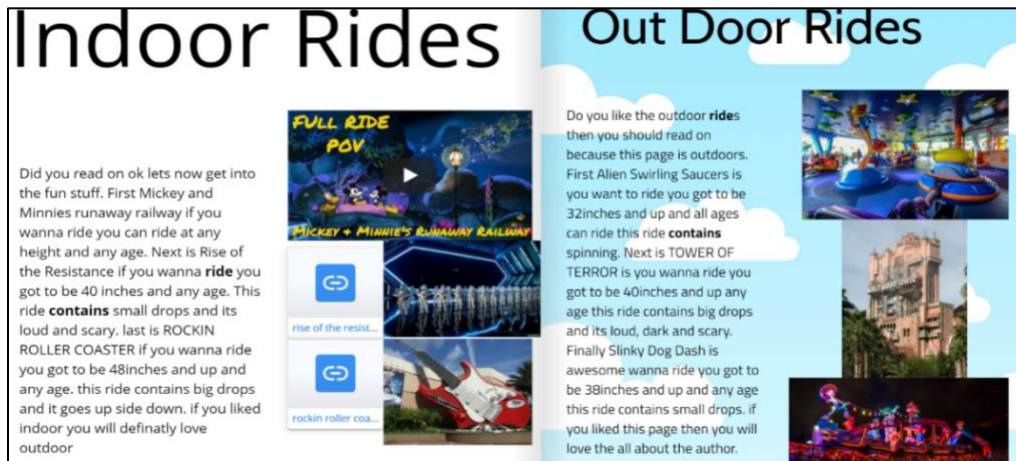 Indoor Rides
Did you read on ok lets now get into
the fun stuff. First Mickey and
Minnies runaway railway if you
wanna ride you can ride at any
height and any age. Next is Rise of
the Resistance if you wanna ride you
got to be 40 inches and any age. This
ride contains small drops and its
loud and scary. last is ROCKIN
ROLLER COASTER if you wanna ride
you got to be 48inches and up and
any age. this ride contains big drops
and it goes up side down. if you liked
indoor you will definatly love
outdoor
FULL RIDE
POV
MICKEY + MINNIE'S RUNAWAY RAILWAY
rise of the resist...
rockin roller coa...
Out Door Rides
Do you like the outdoor rides
then you should read on
because this page is outdoors.
First Alien Swirling Saucers is
you want to ride you got to be
32inches and up and all ages
can ride this ride contains
spinning. Next is TOWER OF
TERROR is you wanna ride you
got to be 40inches and up any
age this ride contains big drops
and its loud, dark and scary.
Finally Slinky Dog Dash is
awesome wanna ride you got to
be 38inches and up and any age
this ride contains small drops. if
you liked this page then you will
love the all about the author.